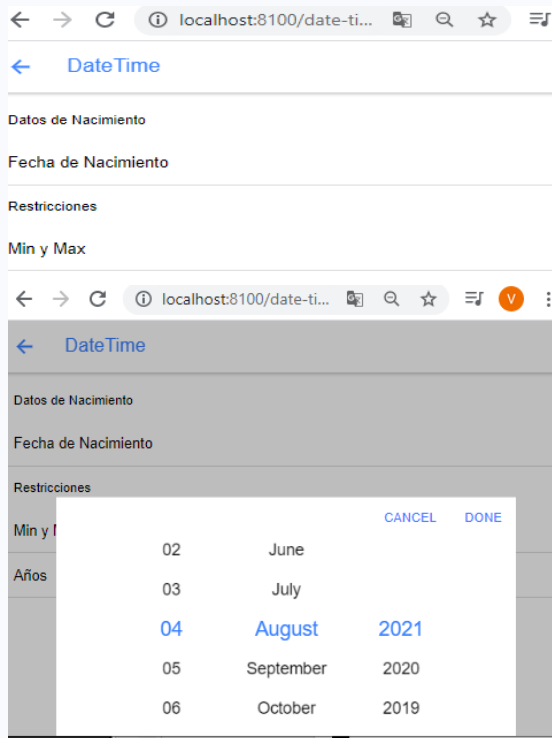 localhost:8100/date-ti...
DateTime
Datos de Nacimiento
Fecha de Nacimiento
Restricciones
Min y Max
localhost:8100/date-ti... V
DateTime
Datos de Nacimiento
Fecha de Nacimiento
Restricciones
CANCEL DONE
Min y
Años
02 June
03 July
04 August 2021
05 September 2020
06 October 2019